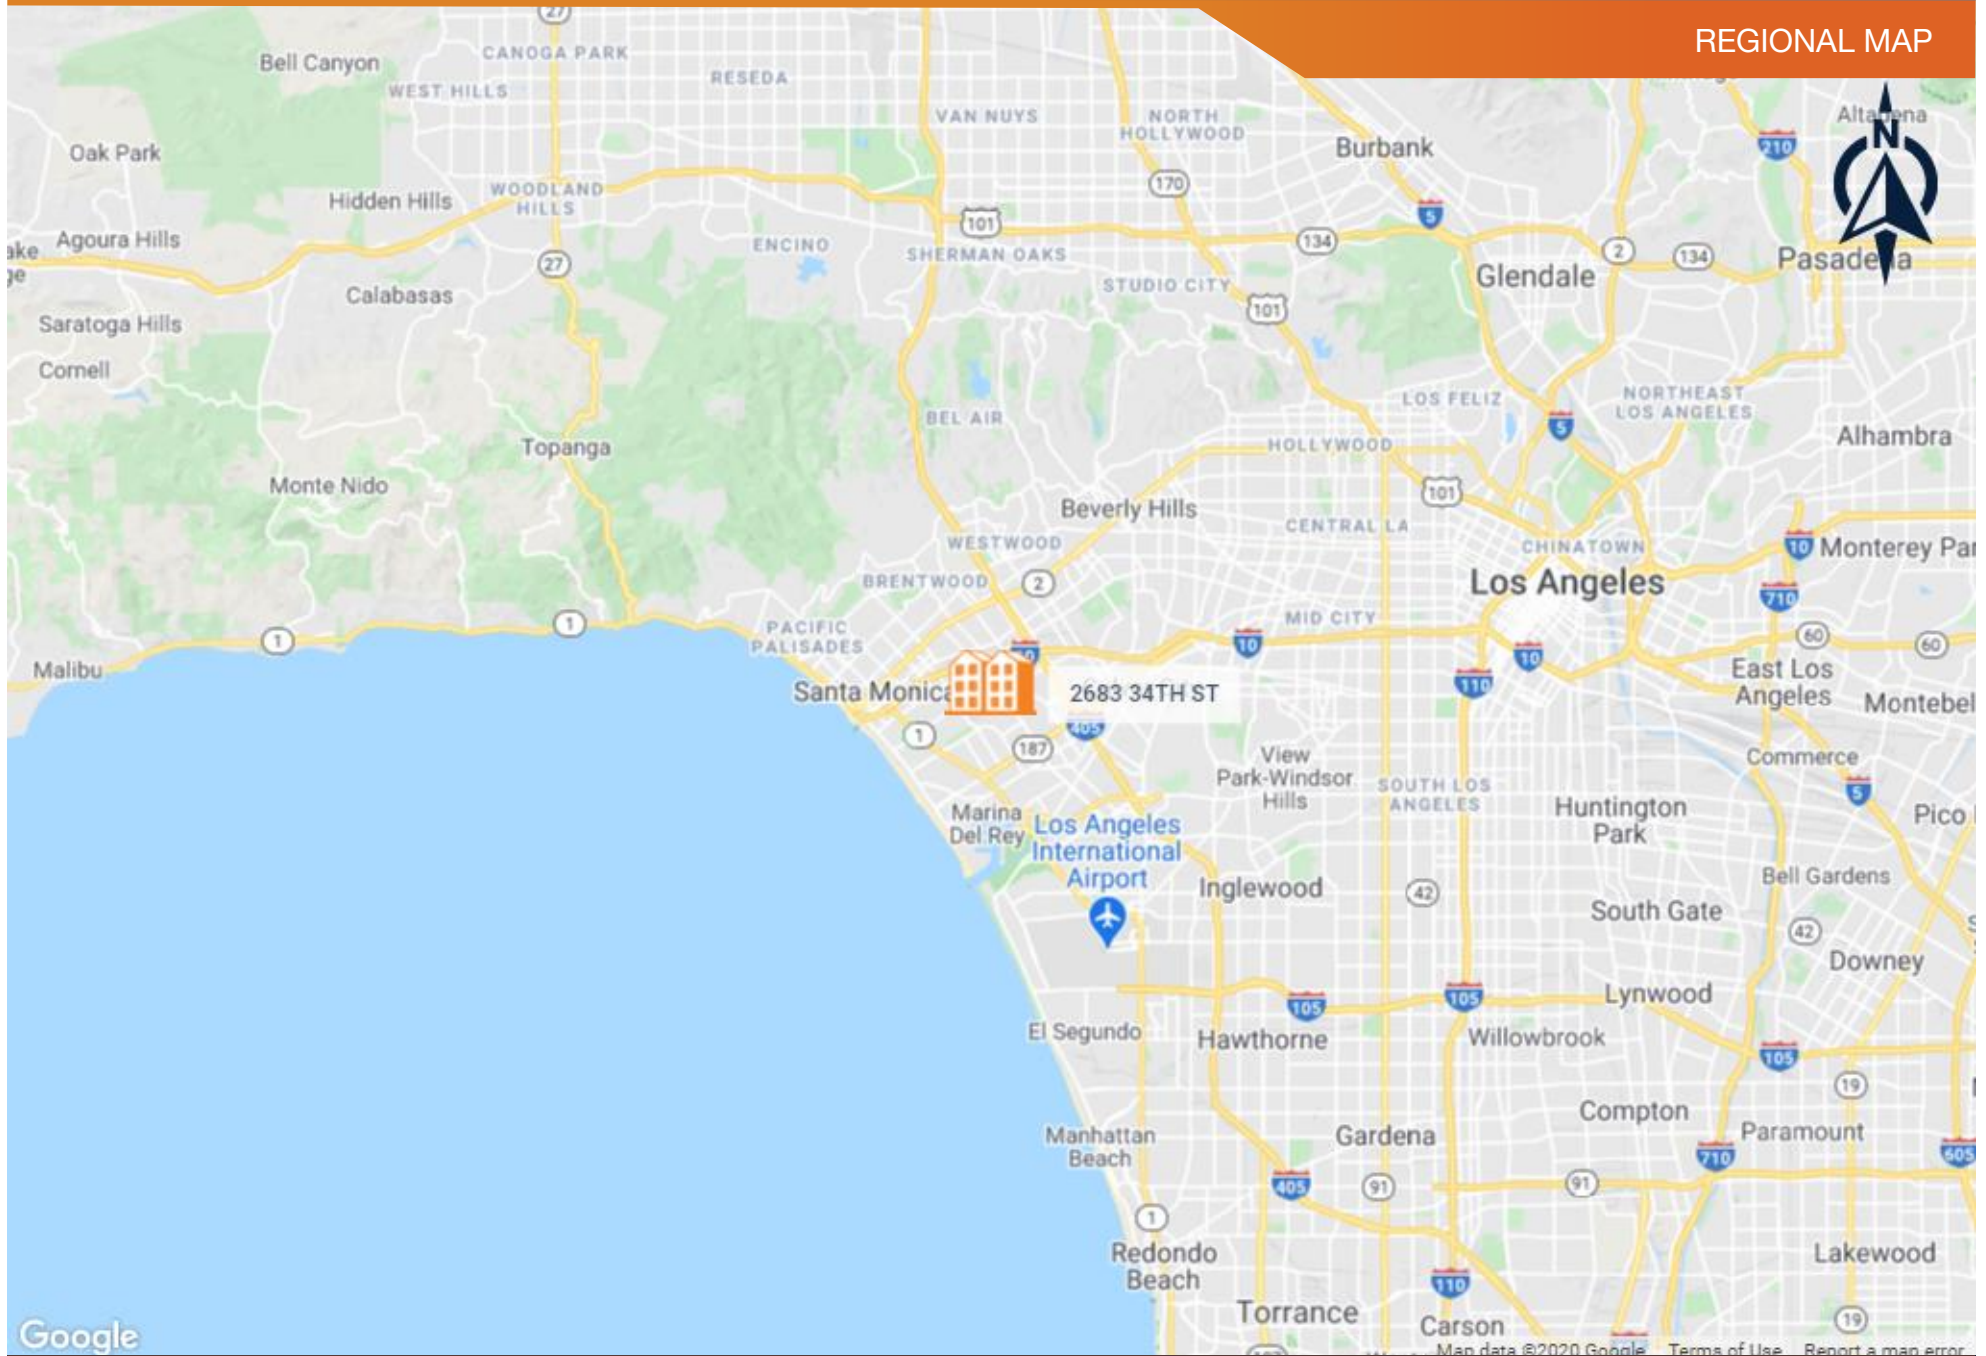 REGIONAL MAP
27
Bell Canyon
CANOGA PARK
WEST HILLS
RESEDA
VAN NUYS
NORTH
HOLLYWOOD
Burbank
Altadena
N
210
Oak Park
Hidden Hills
WOODLAND
HILLS
170
5
101
134
2
134
Agoura Hills
ENCINO
SHERMAN OAKS
Glendale
Pasadena
27
STUDIO CITY
101
Calabasas
Saratoga Hills
Cornell
BEL AIR
LOS FELIZ
NORTHEAST
LOS ANGELES
5
Alhambra
Topanga
HOLLYWOOD
Monte Nido
101
Beverly Hills
CENTRAL LA
WESTWOOD
CHINATOWN
10
Monterey Par
BRENTWOOD
2
Los Angeles
710
1
1
PACIFIC
PALISADES
MID CITY
10
10
60
60
Malibu
Santa Monica
2683 34TH ST
110
East Los
Angeles
Montebel
1
187
405
View
Park-Windsor
Hills
SOUTH LOS
ANGELES
Commerce
5
Huntington
Park
Pico
Marina
Del Rey
Los Angeles
International
Airport
Inglewood
42
Bell Gardens
South Gate
42
Downey
105
105
Lynwood
El Segundo
Hawthorne
Willowbrook
105
19
Compton
Manhattan
Beach
Gardena
Paramount
710
605
405
91
91
1
Redondo
Beach
Lakewood
110
Torrance
Carson
19
Google
Map data ©2020 Google
Terms of Use
Report a map error